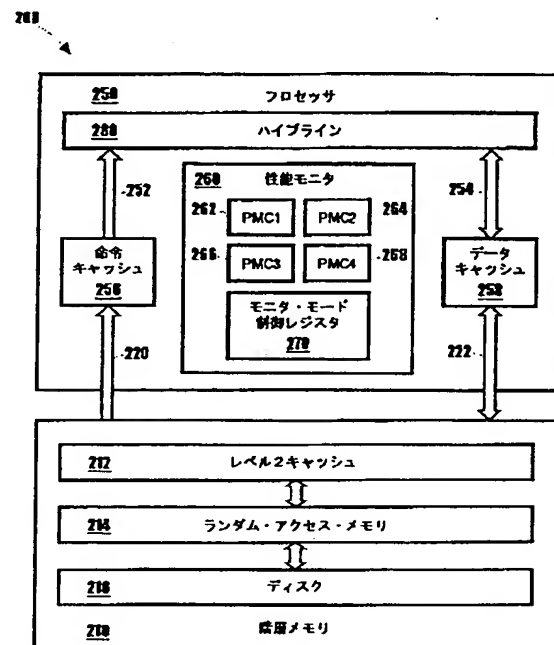 200
250 フロセッサ
280 ハイプライン
252
260 性能モニタ
254
262
PMC1
PMC2
264
命令
キャッシュ
256
266
PMC3
PMC4
268
データ
キャッシュ
258
モニタ・モード
制御レジスタ
270
220
222
212 レベル2キャッシュ
214 ランダム・アクセス・メモリ
216 ディスク
210 階層メモリ